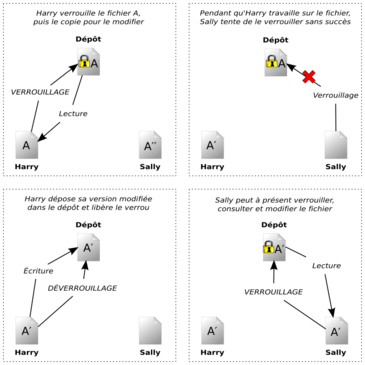 Harry verrouille le fichier A,
puis le copie pour le modifier
Dépôt
A
VERROUILLAGE
Lecture
A
A´´
Harry
Sally
Pendant qu'Harry travaille sur le fichier,
Sally tente de le verrouiller sans succès
Dépôt
A
Verrouillage
A´
Harry
Sally
Harry dépose sa version modifiée
dans le dépôt et libère le verrou
Dépôt
A´
Écriture
DÉVERROUILLAGE
A´
Harry
Sally
Sally peut à présent verrouiller,
consulter et modifier le fichier
Dépôt
A´
Lecture
VERROUILLAGE
A´
A´
Harry
Sally